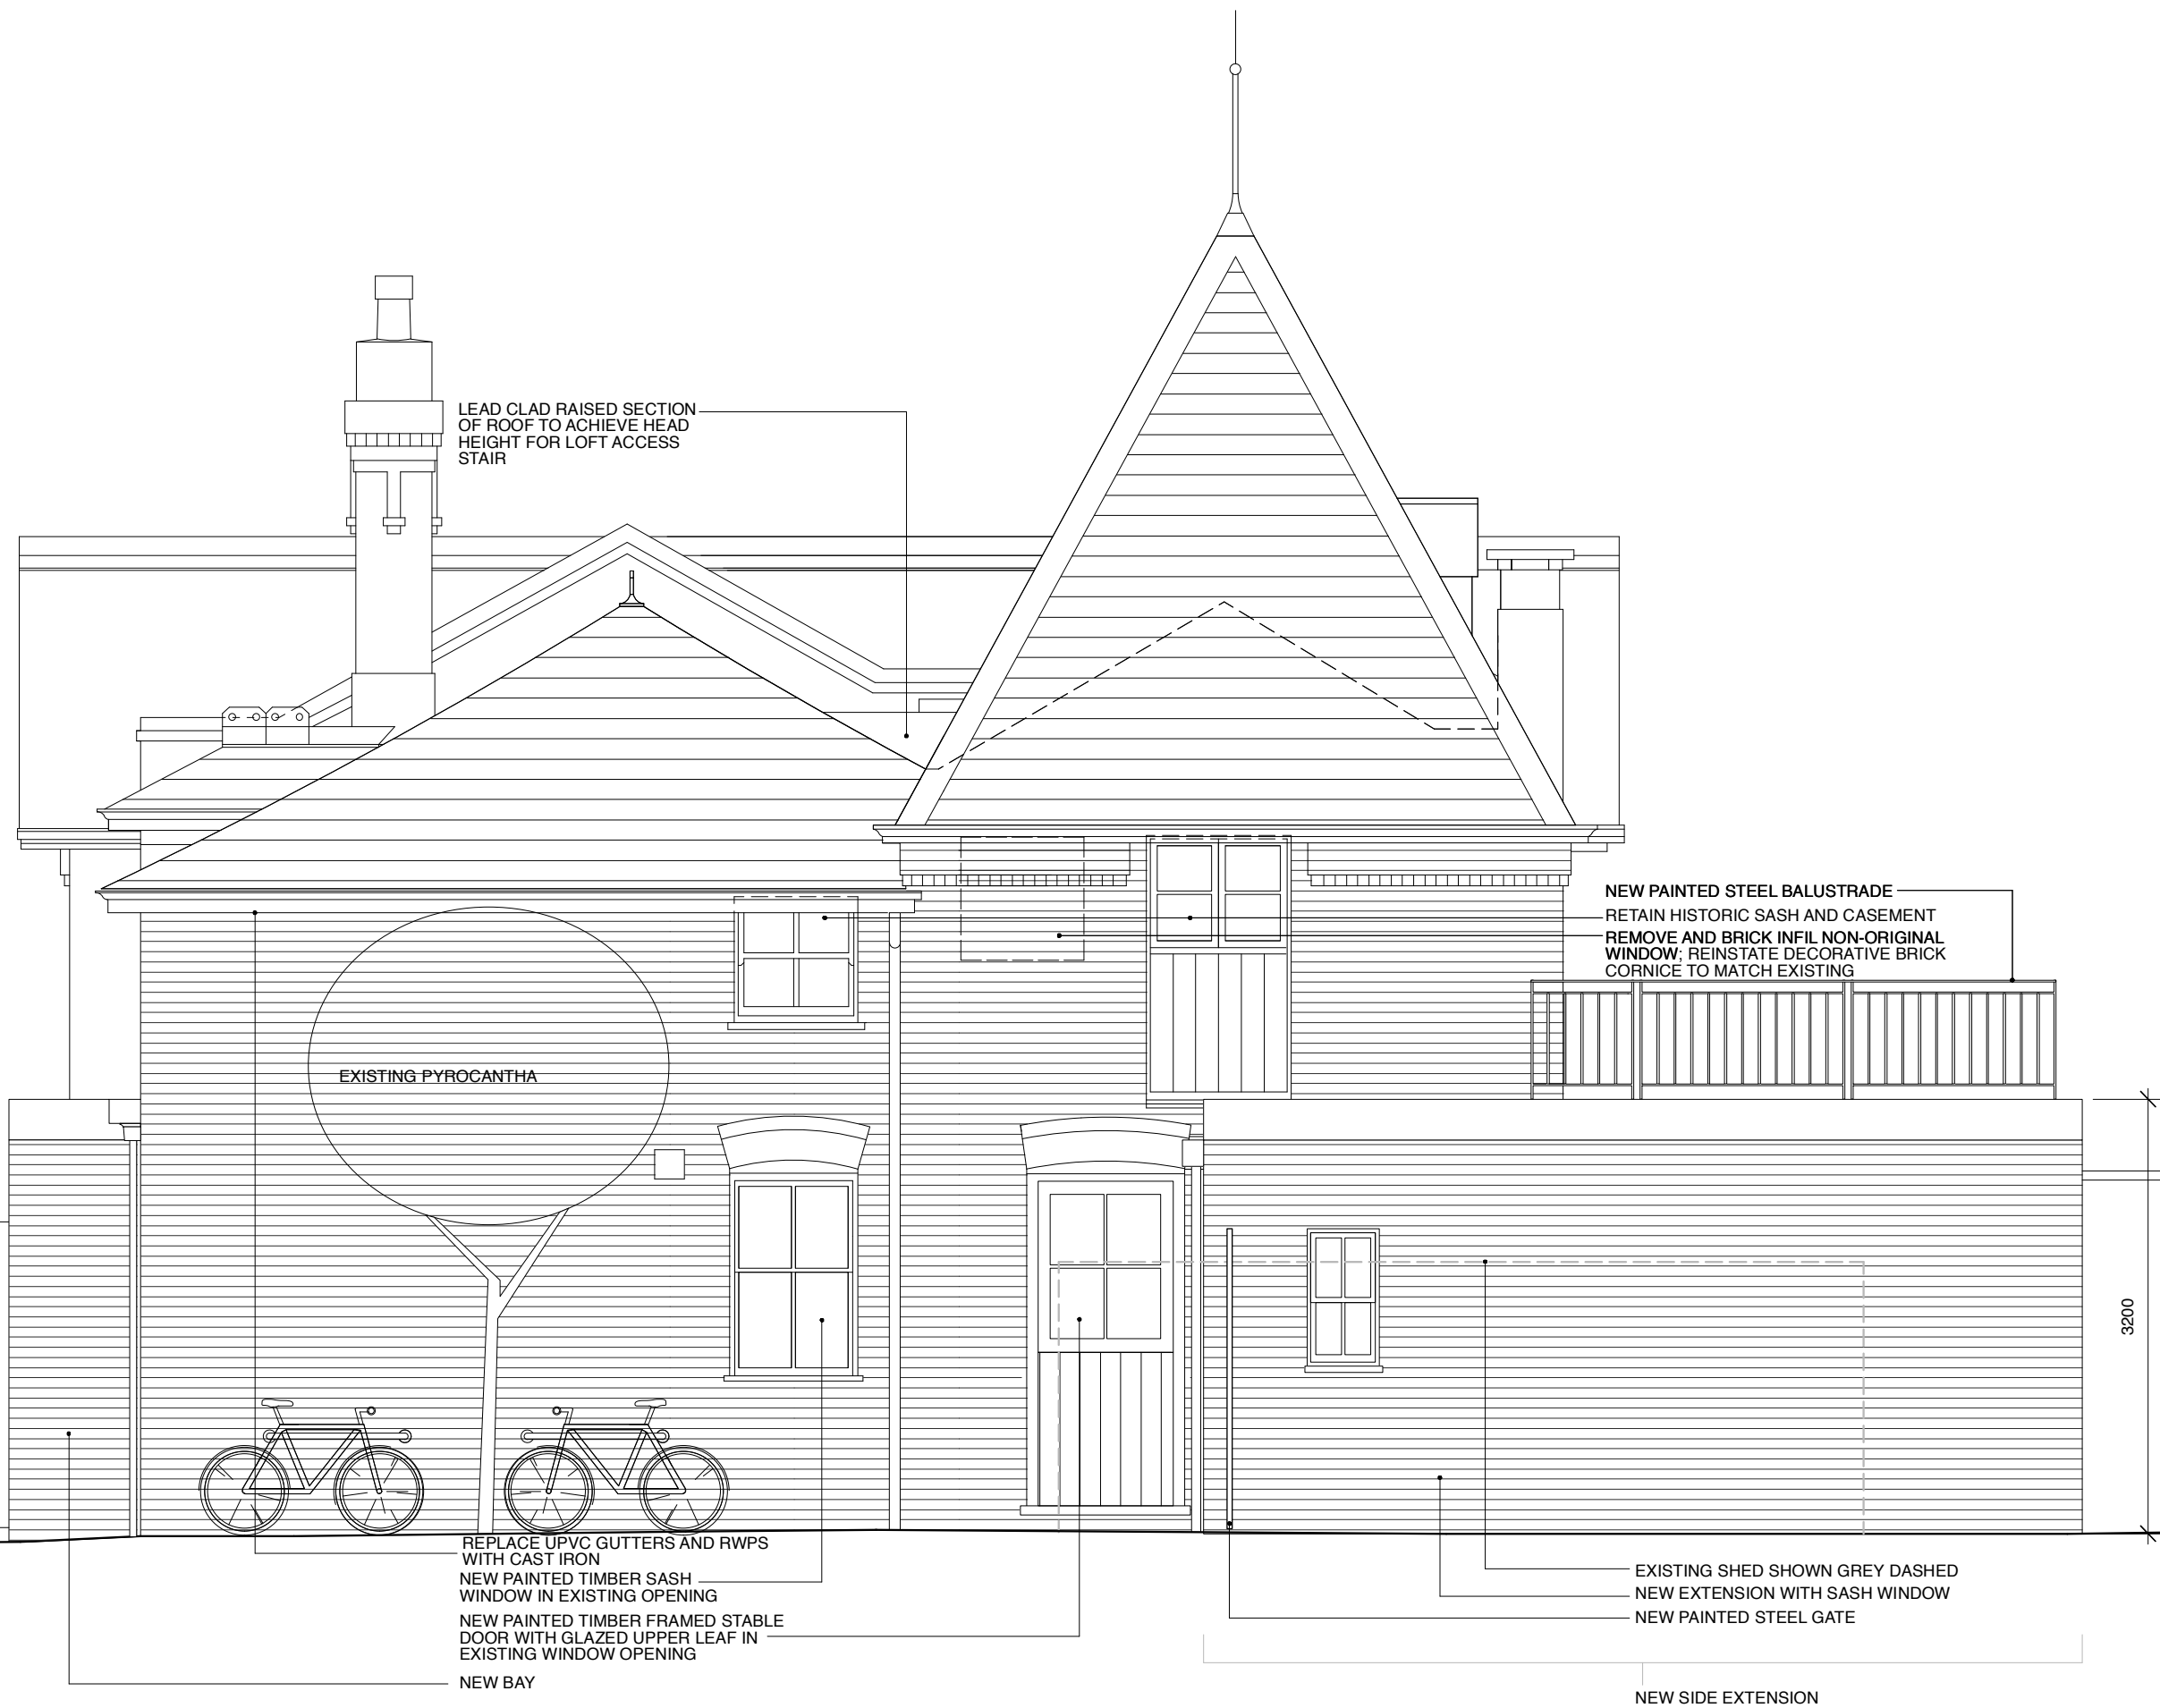 LEAD CLAD RAISED SECTION
OF ROOF TO ACHIEVE HEAD
HEIGHT FOR LOFT ACCESS
STAIR
NEW PAINTED STEEL BALUSTRADE
RETAIN HISTORIC SASH AND CASEMENT
REMOVE AND BRICK INFIL NON-ORIGINAL
WINDOW; REINSTATE DECORATIVE BRICK
CORNICE TO MATCH EXISTING
EXISTING PYROCANTHA
3200
REPLACE UPVC GUTTERS AND RWPS
WITH CAST IRON
NEW PAINTED TIMBER SASH
WINDOW IN EXISTING OPENING
NEW PAINTED TIMBER FRAMED STABLE
DOOR WITH GLAZED UPPER LEAF IN
EXISTING WINDOW OPENING
NEW BAY
EXISTING SHED SHOWN GREY DASHED
NEW EXTENSION WITH SASH WINDOW
NEW PAINTED STEEL GATE
NEW SIDE EXTENSION